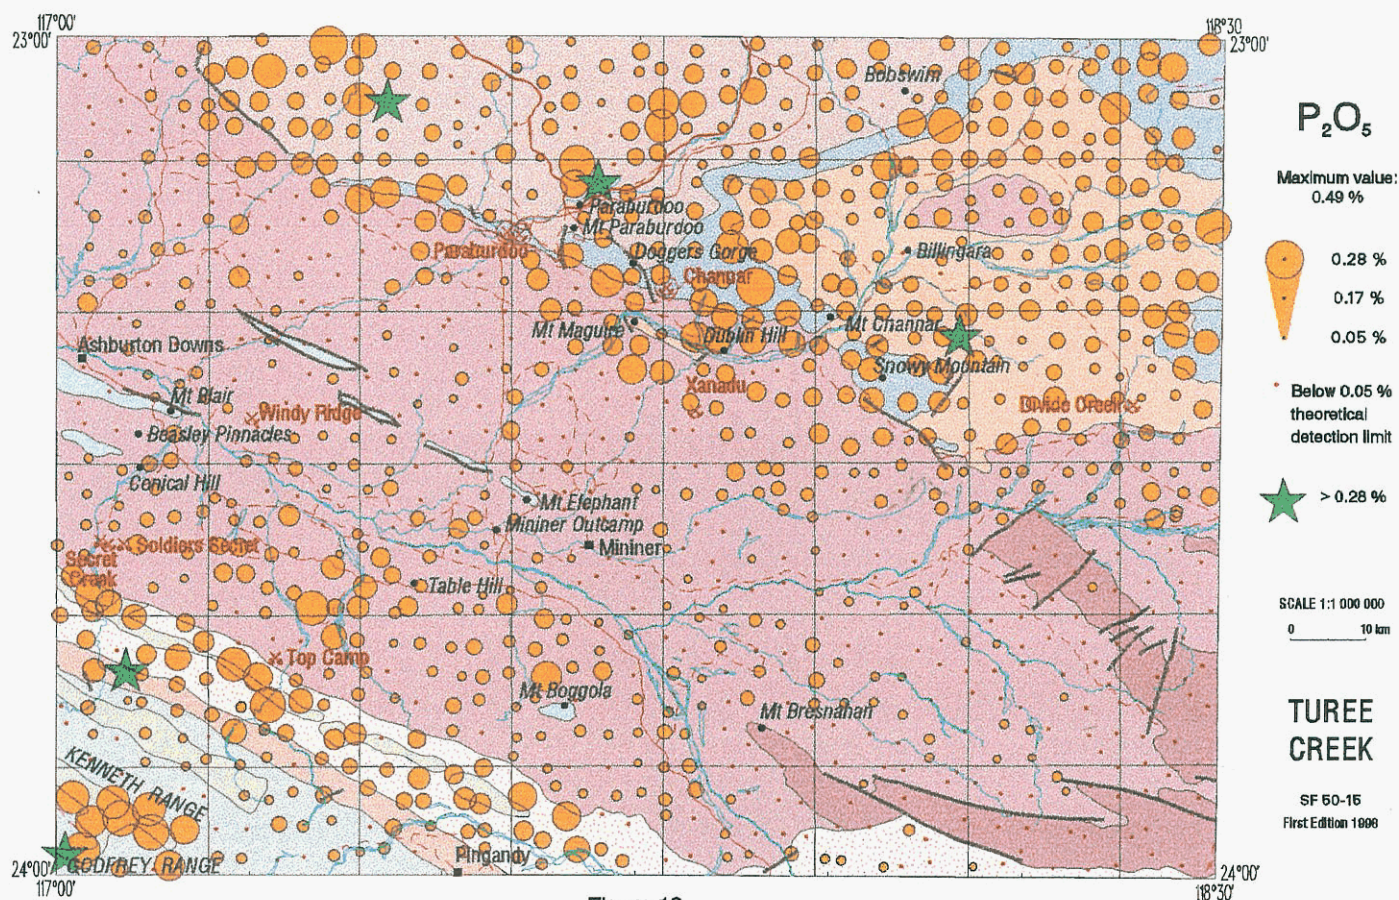 117°00'
23°00'
118°30'
23°00'
Bobswim
Paraburdoo
Mt Paraburdoo
Paraburdoo
Doggers Gorge
Channar
Billingara
Mt Maguire
Dublin Hill
Mt Channar
Ashburton Downs
Snowy Mountain
Xanadu
Mt Blair
Windy Ridge
Divide Creek
Beasley Pinnacles
Conical Hill
Mt Elephant
Mininer Outcamp
Mininer
Soldiers Secret
Secret
Creek
Table Hill
Top Camp
Mt Boggola
Mt Bresnahan
KENNETH RANGE
GODFREY RANGE
Pingandy
24°00'
117°00'
24°00'
118°30'
P₂O₅
Maximum value:
0.49 %
0.28 %
0.17 %
0.05 %
Below 0.05 %
theoretical
detection limit
> 0.28 %
SCALE 1:1 000 000
0 10 km
TUREE
CREEK
SF 50-15
First Edition 1996